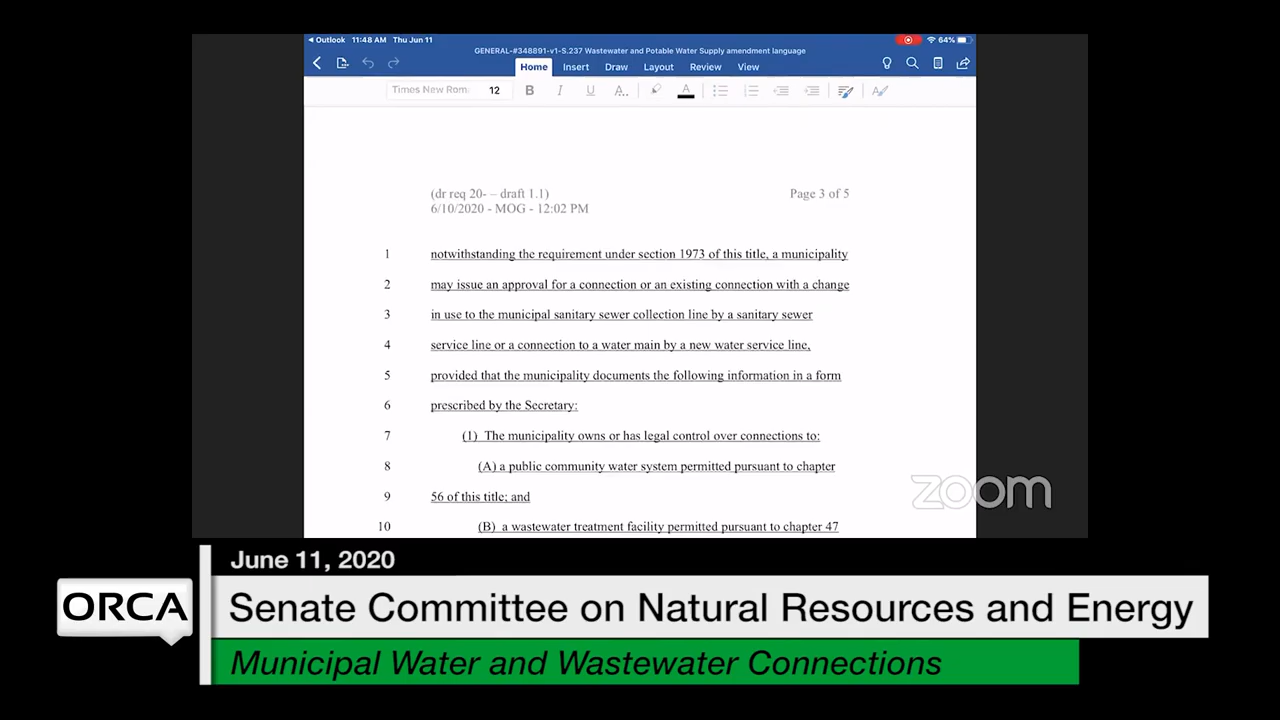 Outlook 11:48 AM Thu Jun 11 64%
GENERAL-#348891-v1-S.237 Wastewater and Potable Water Supply amendment language
Home Insert Draw Layout Review View
Times New Rom 12 B I U A.. A
(dr req 20- – draft 1.1) Page 3 of 5
6/10/2020 - MOG - 12:02 PM
1 notwithstanding the requirement under section 1973 of this title, a municipality
2 may issue an approval for a connection or an existing connection with a change
3 in use to the municipal sanitary sewer collection line by a sanitary sewer
4 service line or a connection to a water main by a new water service line,
5 provided that the municipality documents the following information in a form
6 prescribed by the Secretary:
7 (1) The municipality owns or has legal control over connections to:
8 (A) a public community water system permitted pursuant to chapter
9 56 of this title; and
10 (B) a wastewater treatment facility permitted pursuant to chapter 47
zoom
June 11, 2020
ORCA
Senate Committee on Natural Resources and Energy
Municipal Water and Wastewater Connections